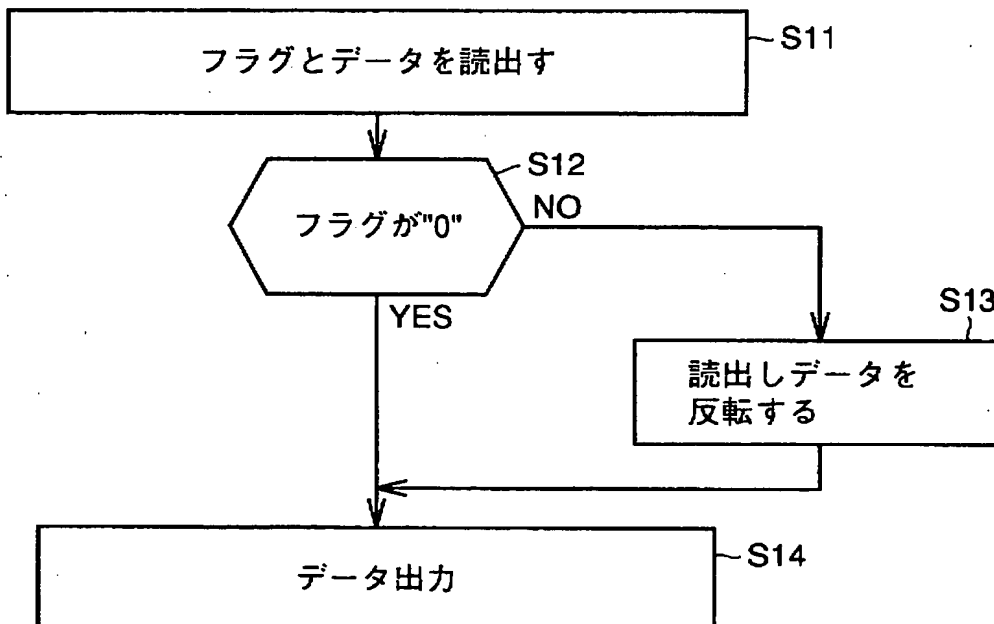 フラグとデータを読出す
S11
S12
フラグが"0"
NO
YES
S13
読出しデータを
反転する
データ出力
S14